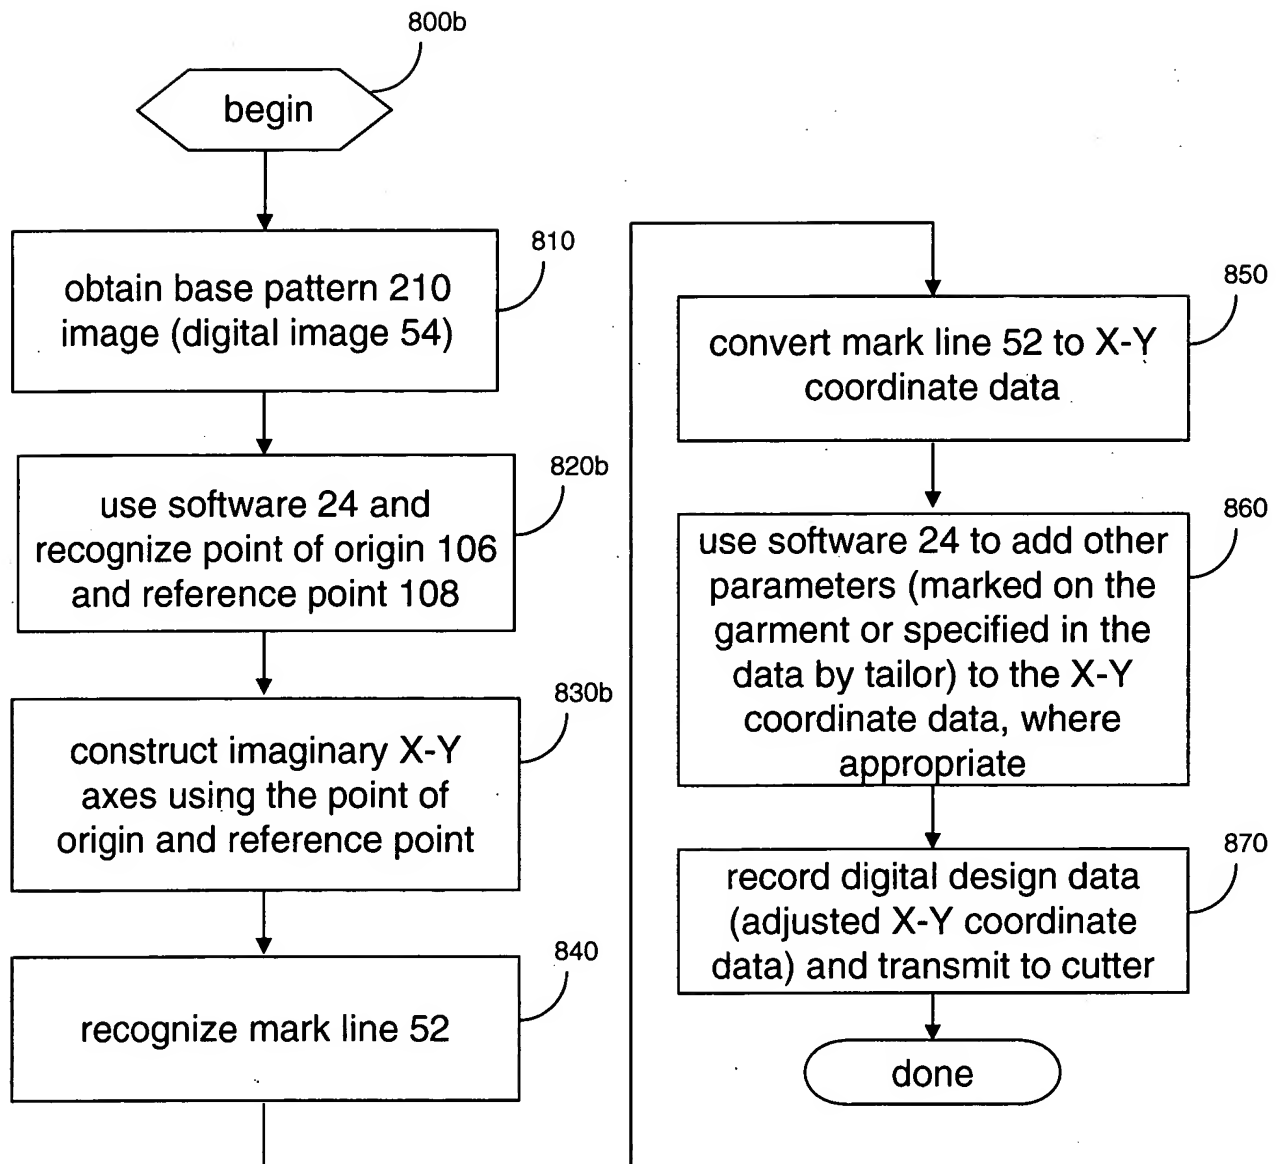 800b
begin
810
obtain base pattern 210
image (digital image 54)
820b
use software 24 and
recognize point of origin 106
and reference point 108
830b
construct imaginary X-Y
axes using the point of
origin and reference point
840
recognize mark line 52
850
convert mark line 52 to X-Y
coordinate data
860
use software 24 to add other
parameters (marked on the
garment or specified in the
data by tailor) to the X-Y
coordinate data, where
appropriate
870
record digital design data
(adjusted X-Y coordinate
data) and transmit to cutter
done